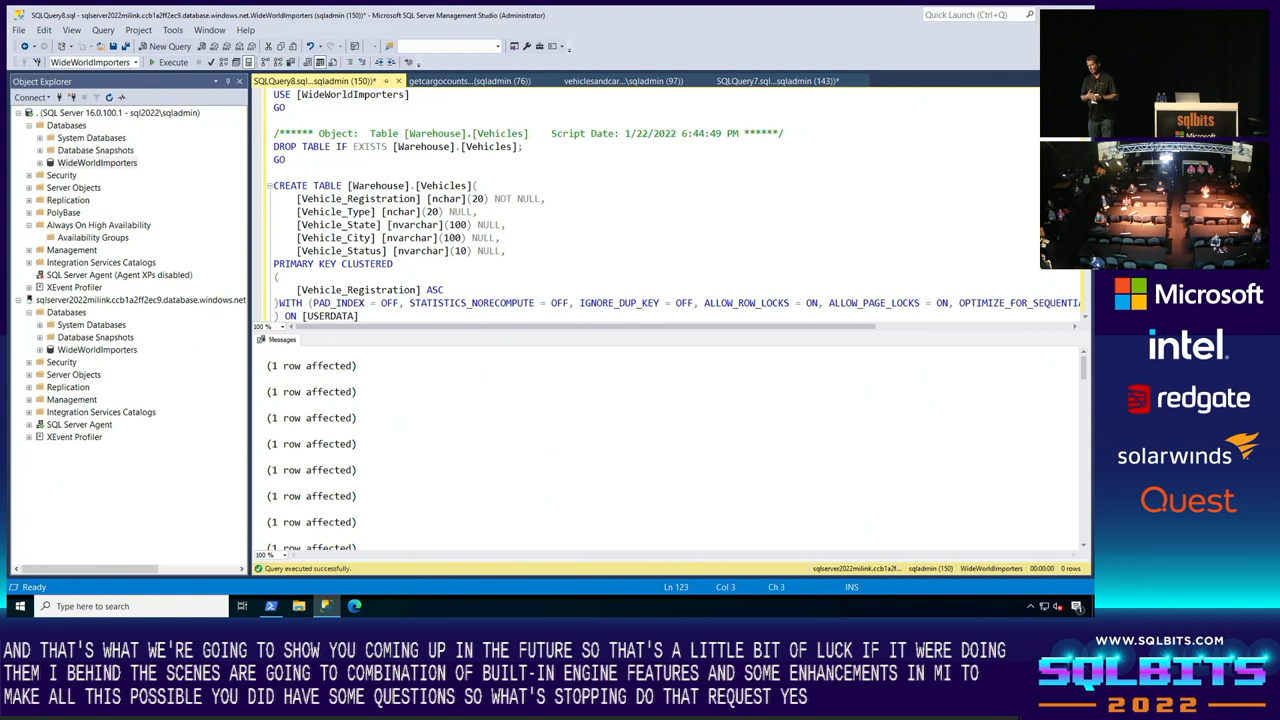 SQLQuery8.sql - sqlserver2022milink.ccb1a2ff2ec9.database.windows.net.WideWorldImporters (sqladmin (150))* - Microsoft SQL Server Management Studio (Administrator)
Quick Launch (Ctrl+Q)
File Edit View Query Project Tools Window Help
New Query
WideWorldImporters
Execute
Object Explorer
SQLQuery8.sql...sqladmin (150))*
getcargocounts...(sqladmin (76))
vehiclesandcar...\sqladmin (97))
SQLQuery7.sql...sqladmin (143))*
Connect
. (SQL Server 16.0.100.1 - sql2022\sqladmin)
Databases
System Databases
Database Snapshots
WideWorldImporters
Security
Server Objects
Replication
PolyBase
Always On High Availability
Availability Groups
Management
Integration Services Catalogs
SQL Server Agent (Agent XPs disabled)
XEvent Profiler
sqlserver2022milink.ccb1a2ff2ec9.database.windows.net
Databases
System Databases
Database Snapshots
WideWorldImporters
Security
Server Objects
Replication
Management
Integration Services Catalogs
SQL Server Agent
XEvent Profiler
USE [WideWorldImporters]
GO
/****** Object:  Table [Warehouse].[Vehicles]    Script Date: 1/22/2022 6:44:49 PM ******/
DROP TABLE IF EXISTS [Warehouse].[Vehicles];
GO
CREATE TABLE [Warehouse].[Vehicles](
[Vehicle_Registration] [nchar](20) NOT NULL,
[Vehicle_Type] [nchar](20) NULL,
[Vehicle_State] [nvarchar](100) NULL,
[Vehicle_City] [nvarchar](100) NULL,
[Vehicle_Status] [nvarchar](10) NULL,
PRIMARY KEY CLUSTERED
(
[Vehicle_Registration] ASC
)WITH (PAD_INDEX = OFF, STATISTICS_NORECOMPUTE = OFF, IGNORE_DUP_KEY = OFF, ALLOW_ROW_LOCKS = ON, ALLOW_PAGE_LOCKS = ON, OPTIMIZE_FOR_SEQUENTIA
) ON [USERDATA]
100 %
Messages
(1 row affected)
(1 row affected)
(1 row affected)
(1 row affected)
(1 row affected)
(1 row affected)
(1 row affected)
(1 row affected)
100 %
Query executed successfully.
sqlserver2022milink.ccb1a2ff... sqladmin (150) WideWorldImporters 00:00:00 0 rows
Ready
Ln 123 Col 3 Ch 3 INS
Type here to search
sqlbits
Microsoft
Microsoft
intel.
redgate
solarwinds
Quest
AND THAT'S WHAT WE'RE GOING TO SHOW YOU COMING UP IN THE FUTURE SO THAT'S A LITTLE BIT OF LUCK IF IT WERE DOING
THEM I BEHIND THE SCENES ARE GOING TO COMBINATION OF BUILT-IN ENGINE FEATURES AND SOME ENHANCEMENTS IN MI TO
MAKE ALL THIS POSSIBLE YOU DID HAVE SOME QUESTIONS SO WHAT'S STOPPING DO THAT REQUEST YES
WWW.SQLBITS.COM
SQLBITS
2022